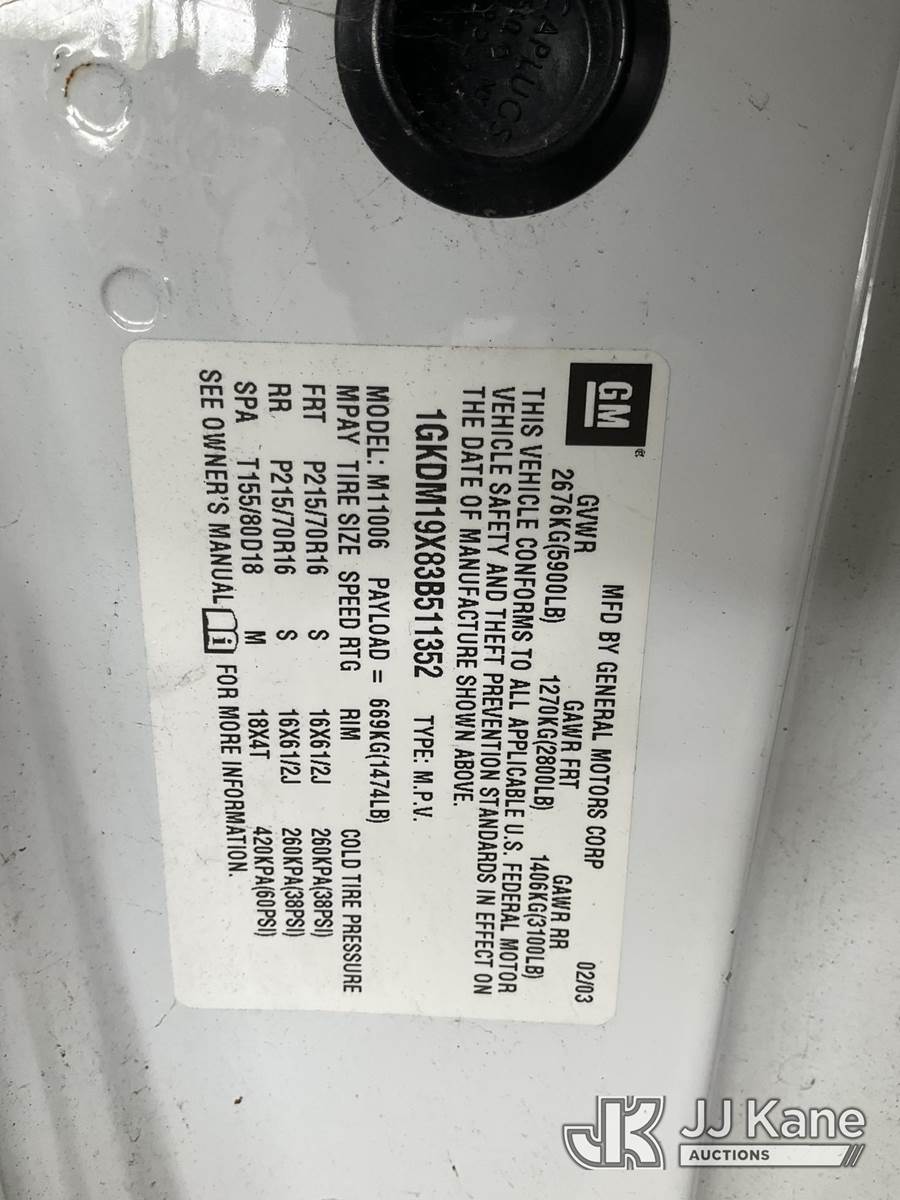 CAPLUGS
GM
MFD BY GENERAL MOTORS CORP 02/03
GVWR GAWR FRT GAWR RR
2676KG(5900LB) 1270KG(2800LB) 1406KG(3100LB)
THIS VEHICLE CONFORMS TO ALL APPLICABLE U.S. FEDERAL MOTOR
VEHICLE SAFETY AND THEFT PREVENTION STANDARDS IN EFFECT ON
THE DATE OF MANUFACTURE SHOWN ABOVE.
1GKDM19X83B511352 TYPE: M.P.V.
MODEL: M11006 PAYLOAD = 669KG(1474LB)
MPAY TIRE SIZE SPEED RTG RIM COLD TIRE PRESSURE
FRT P215/70R16 S 16X61/2J 260KPA(38PSI)
RR P215/70R16 S 16X61/2J 260KPA(38PSI)
SPA T155/80D18 M 18X4T 420KPA(60PSI)
SEE OWNER'S MANUAL i FOR MORE INFORMATION.
JK JJ Kane
AUCTIONS